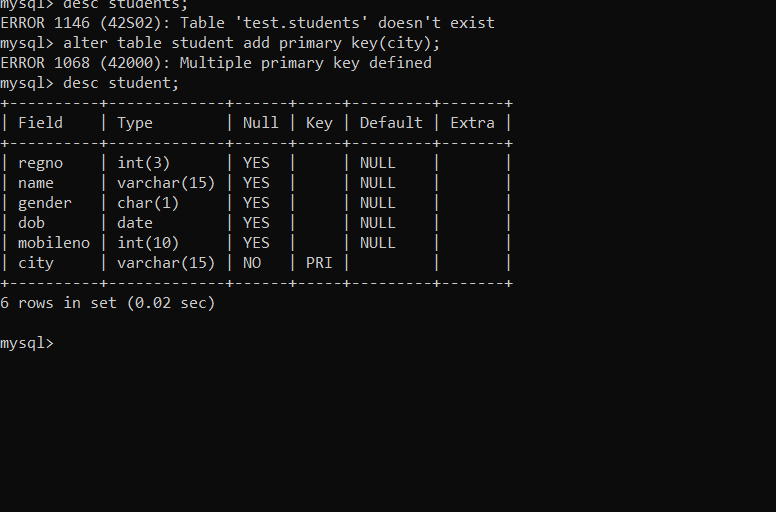 mysql> desc students;
ERROR 1146 (42S02): Table 'test.students' doesn't exist
mysql> alter table student add primary key(city);
ERROR 1068 (42000): Multiple primary key defined
mysql> desc student;
+----------+-------------+------+-----+---------+-------+
| Field    | Type        | Null | Key | Default | Extra |
+----------+-------------+------+-----+---------+-------+
| regno    | int(3)      | YES  |     | NULL    |       |
| name     | varchar(15) | YES  |     | NULL    |       |
| gender   | char(1)     | YES  |     | NULL    |       |
| dob      | date        | YES  |     | NULL    |       |
| mobileno | int(10)     | YES  |     | NULL    |       |
| city     | varchar(15) | NO   | PRI |         |       |
+----------+-------------+------+-----+---------+-------+
6 rows in set (0.02 sec)
mysql>